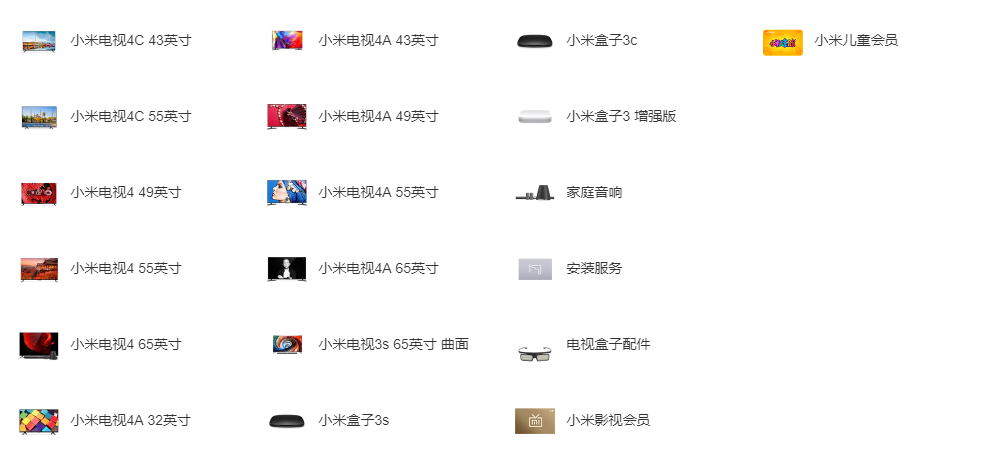 小米电视4C 43英寸
小米电视4C 55英寸
小米电视4 49英寸
小米电视4 55英寸
小米电视4 65英寸
小米电视4A 32英寸
小米电视4A 43英寸
小米电视4A 49英寸
小米电视4A 55英寸
小米电视4A 65英寸
小米电视3s 65英寸 曲面
小米盒子3s
小米盒子3c
小米盒子3 增强版
家庭音响
安装服务
电视盒子配件
小米影视会员
小米儿童会员